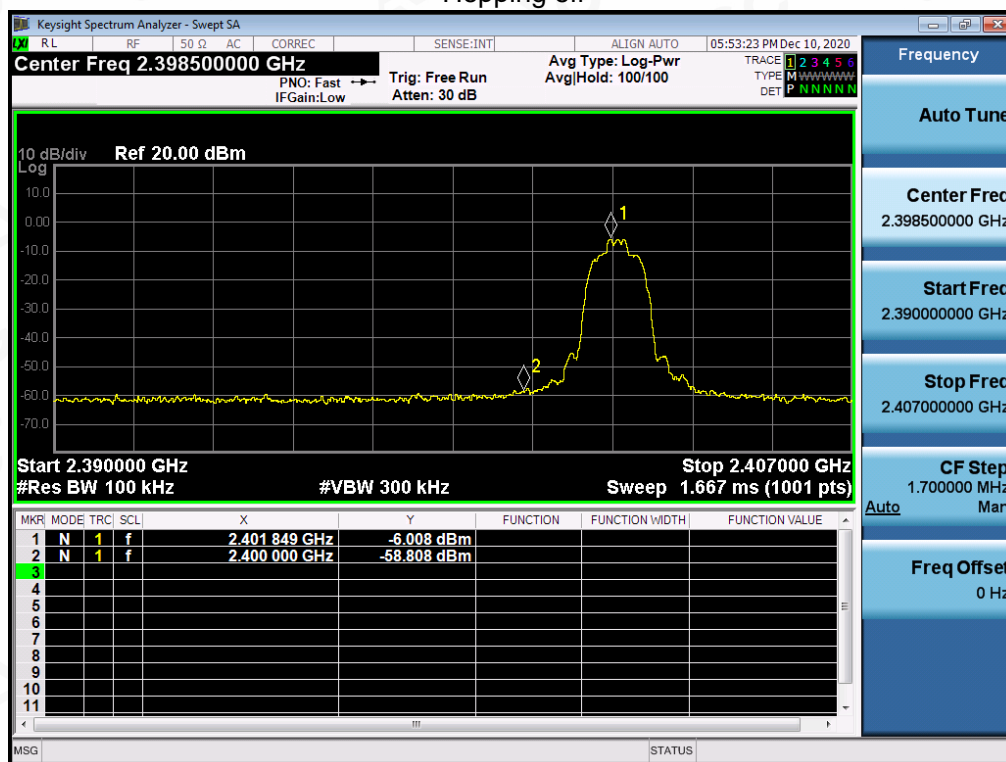 Hopping off
Keysight Spectrum Analyzer - Swept SA
LXI RL RF 50 Ω AC CORREC SENSE:INT ALIGN AUTO 05:53:23 PM Dec 10, 2020
Center Freq 2.398500000 GHz
PNO: Fast
IFGain:Low
Trig: Free Run
Atten: 30 dB
Avg Type: Log-Pwr
Avg|Hold: 100/100
TRACE 1 2 3 4 5 6
TYPE M WWWWW
DET P N N N N N
10 dB/div Ref 20.00 dBm
Log
10.0
0.00
-10.0
-20.0
-30.0
-40.0
-50.0
-60.0
-70.0
1
2
Start 2.390000 GHz Stop 2.407000 GHz
#Res BW 100 kHz #VBW 300 kHz Sweep 1.667 ms (1001 pts)
MKR MODE TRC SCL X Y FUNCTION FUNCTION WIDTH FUNCTION VALUE
1 N 1 f 2.401 849 GHz -6.008 dBm
2 N 1 f 2.400 000 GHz -58.808 dBm
3
4
5
6
7
8
9
10
11
MSG STATUS
Frequency
Auto Tune
Center Freq
2.398500000 GHz
Start Freq
2.390000000 GHz
Stop Freq
2.407000000 GHz
CF Step
1.700000 MHz
Auto Man
Freq Offset
0 Hz